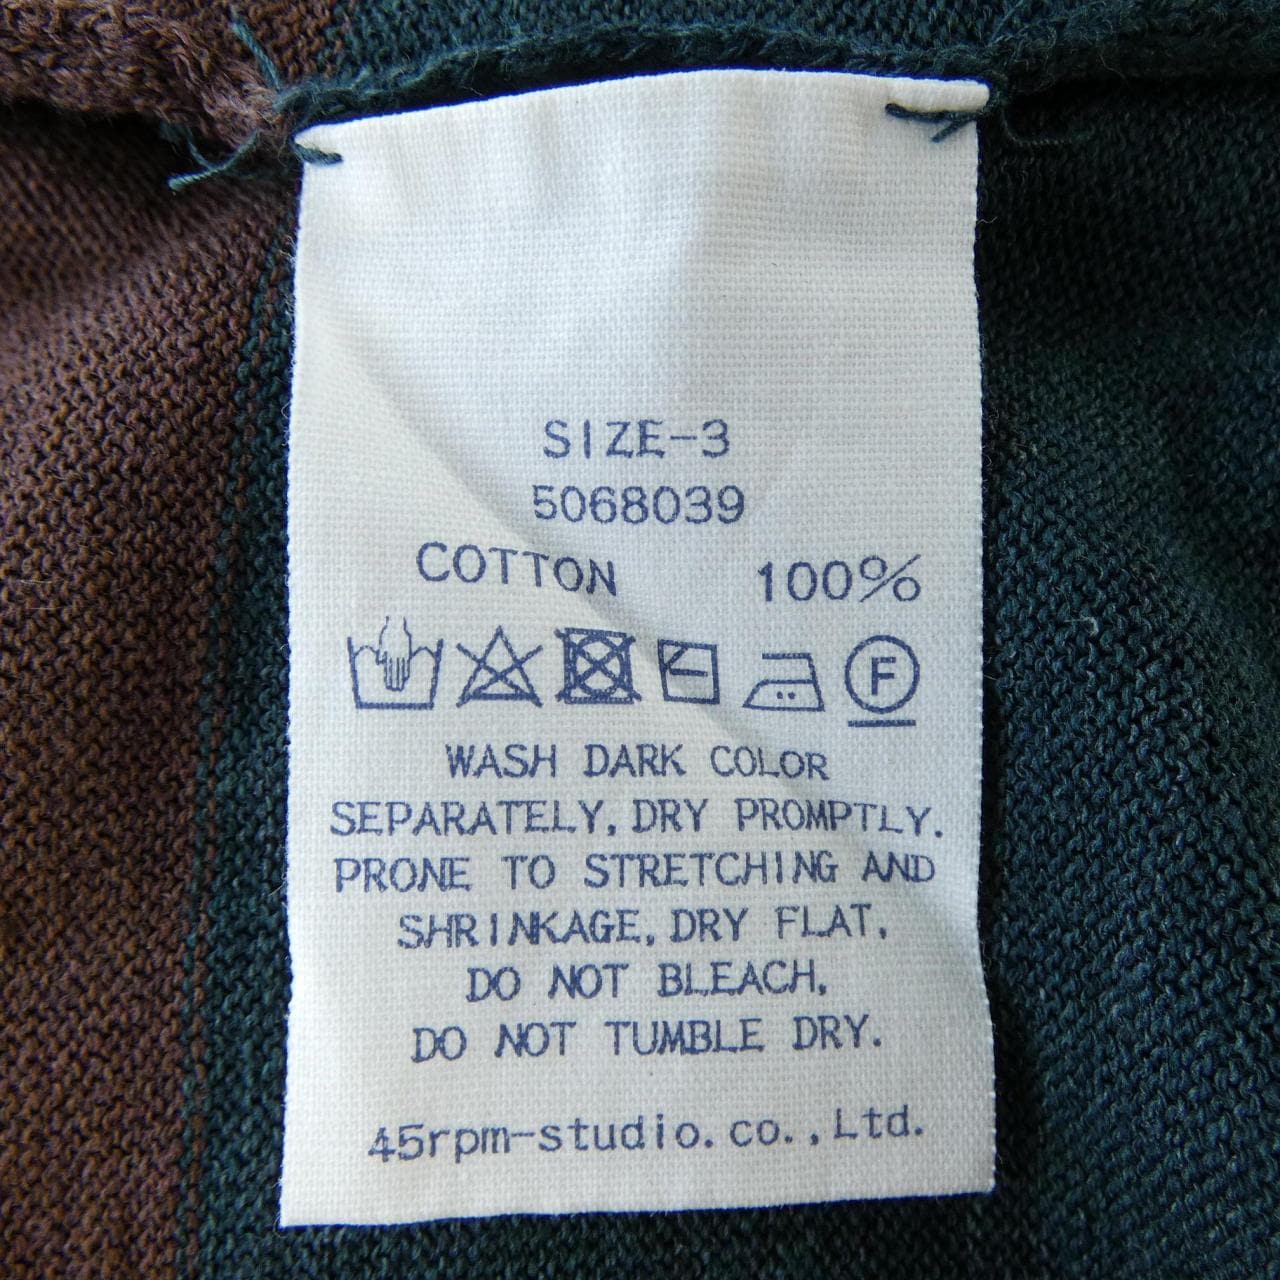 SIZE-3
5068039
COTTON 100%
F
WASH DARK COLOR
SEPARATELY, DRY PROMPTLY.
PRONE TO STRETCHING AND
SHRINKAGE, DRY FLAT,
DO NOT BLEACH,
DO NOT TUMBLE DRY.
45rpm-studio.co.,Ltd.